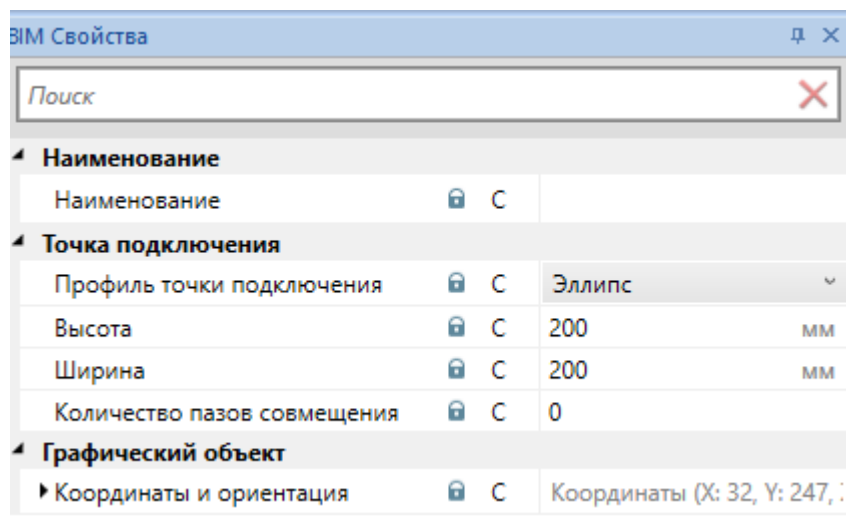 BIM Свойства
Поиск
Наименование
Наименование С
Точка подключения
Профиль точки подключения С Эллипс
Высота С 200 мм
Ширина С 200 мм
Количество пазов совмещения С 0
Графический объект
Координаты и ориентация С Координаты (X: 32, Y: 247,